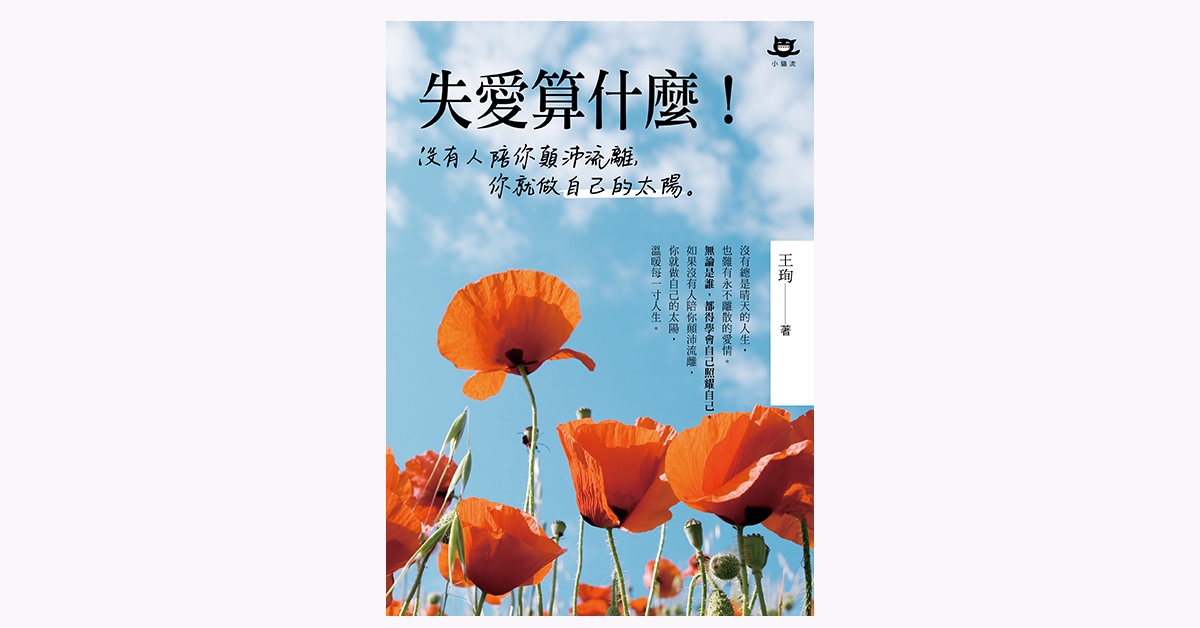 小貓流
失愛算什麼！
沒有人陪你顛沛流離，
你就做自己的太陽。
王珣——著
沒有總是晴天的人生，
也難有永不離散的愛情。
無論是誰，都得學會自己照耀自己。
如果沒有人陪你顛沛流離，
你就做自己的太陽，
溫暖每一寸人生。